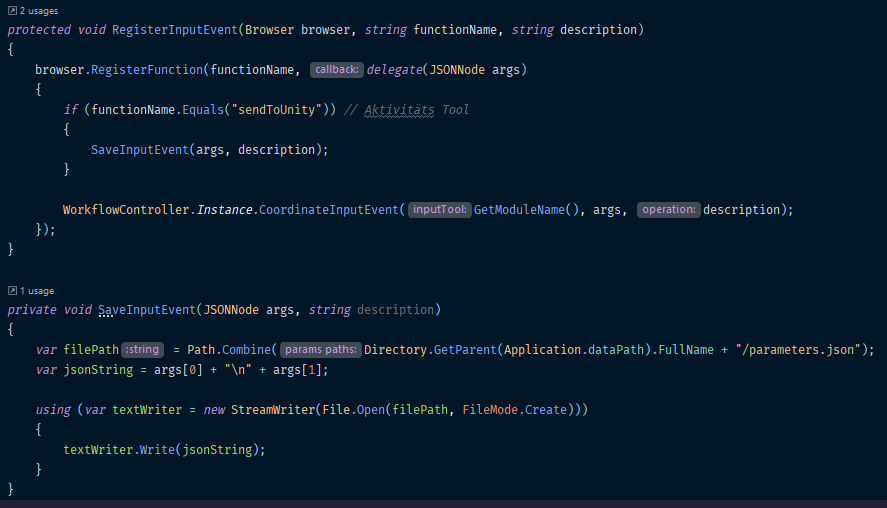 2 usages
protected void RegisterInputEvent(Browser browser, string functionName, string description)
{
    browser.RegisterFunction(functionName, callback: delegate(JSONNode args)
    {
        if (functionName.Equals("sendToUnity")) // Aktivitäts Tool
        {
            SaveInputEvent(args, description);
        }

        WorkflowController.Instance.CoordinateInputEvent( inputTool: GetModuleName(), args, operation: description);
    });
}

1 usage
private void SaveInputEvent(JSONNode args, string description)
{
    var filePath :string = Path.Combine( params paths: Directory.GetParent(Application.dataPath).FullName + "/parameters.json");
    var jsonString = args[0] + "\n" + args[1];

    using (var textWriter = new StreamWriter(File.Open(filePath, FileMode.Create)))
    {
        textWriter.Write(jsonString);
    }
}